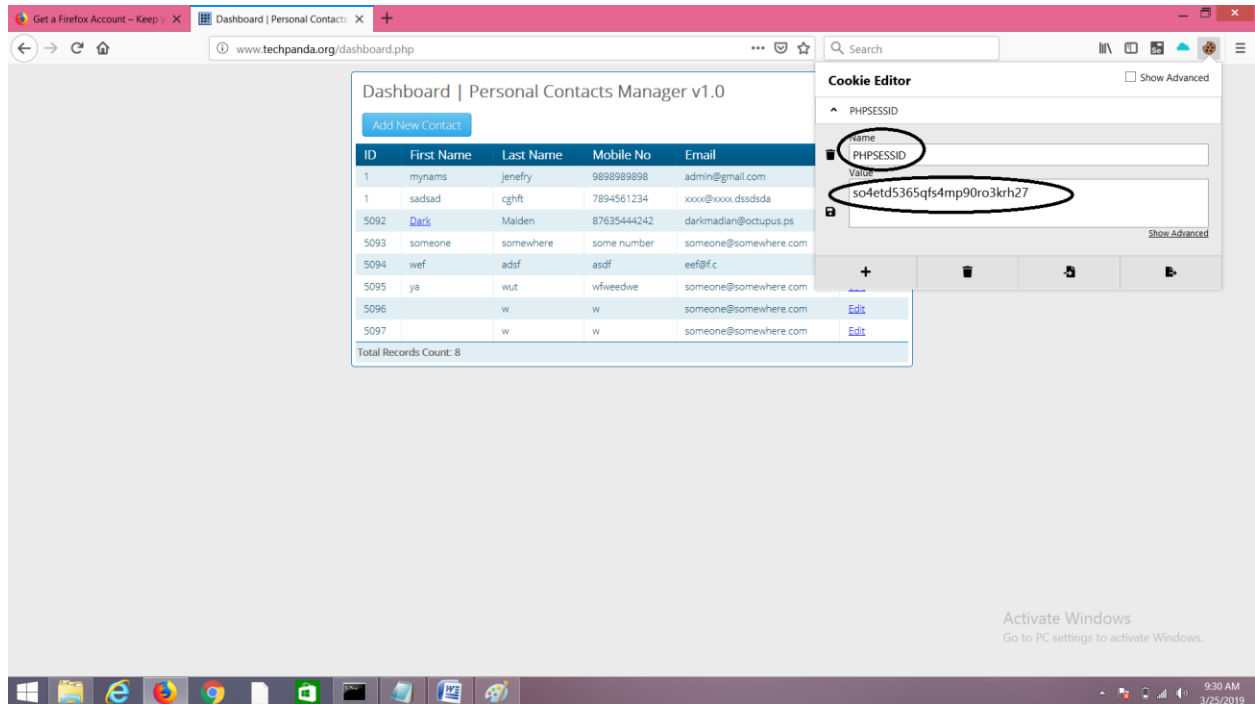 Get a Firefox Account – Keep y
Dashboard | Personal Contacts
www.techpanda.org/dashboard.php
Search
Dashboard | Personal Contacts Manager v1.0
Add New Contact
ID First Name Last Name Mobile No Email
1 mynams jenefry 9898989898 admin@gmail.com
1 sadsad cghft 7894561234 xxxx@xxxx.dssdsda
5092 Dark Maiden 87635444242 darkmadian@octupus.ps
5093 someone somewhere some number someone@somewhere.com
5094 wef adsf asdf eef@f.c
5095 ya wut wfweedwe someone@somewhere.com
5096 w w someone@somewhere.com Edit
5097 w w someone@somewhere.com Edit
Total Records Count: 8
Cookie Editor
Show Advanced
PHPSESSID
Name
PHPSESSID
Value
so4etd5365qfs4mp90ro3krh27
Show Advanced
Activate Windows
Go to PC settings to activate Windows.
9:30 AM
3/25/2019